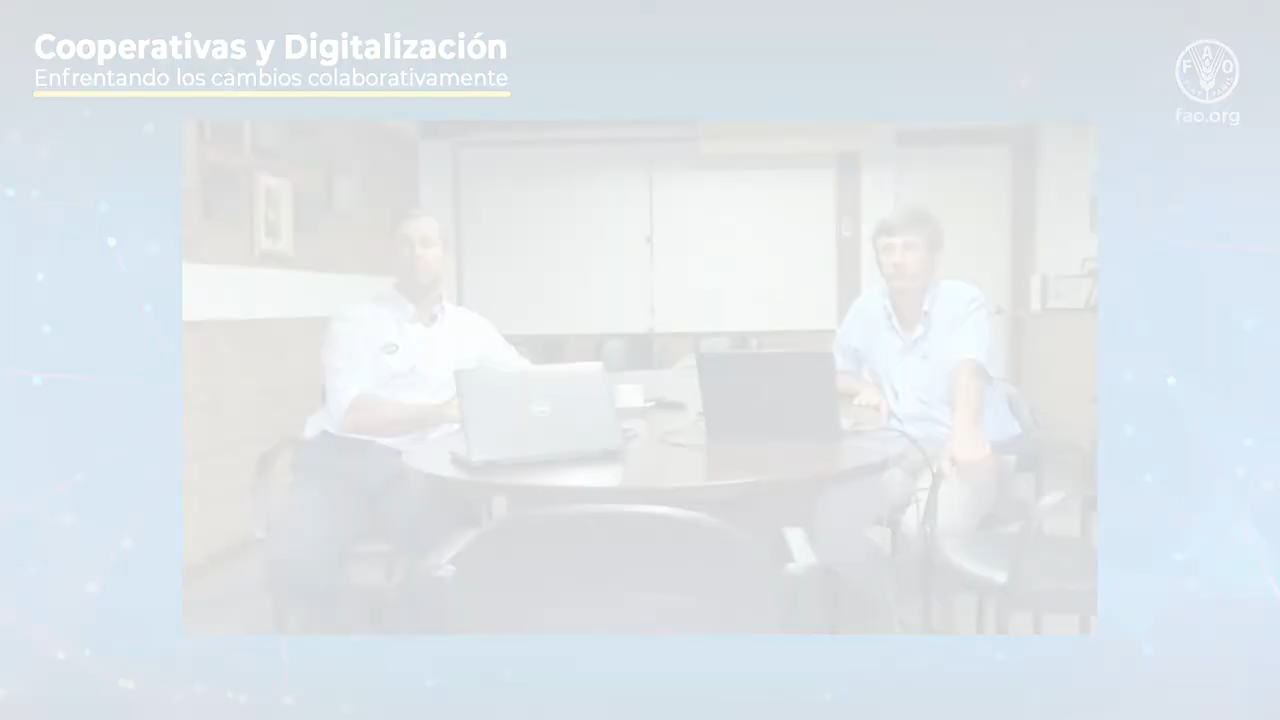 Cooperativas y Digitalización
Enfrentando los cambios colaborativamente
FAO
fao.org